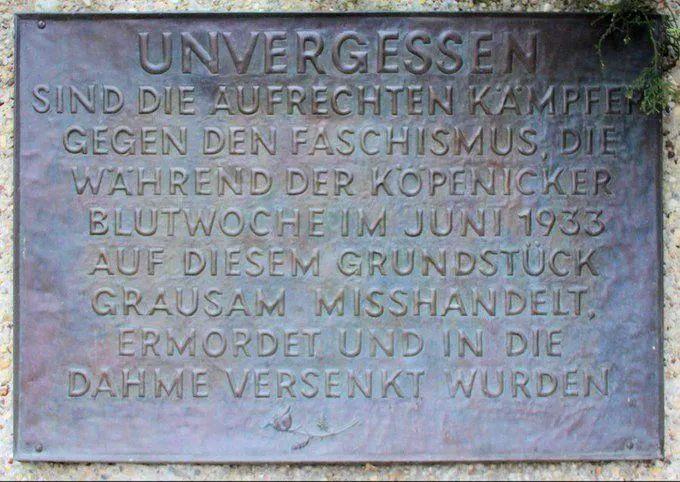 UNVERGESSEN
SIND DIE AUFRECHTEN KÄMPFER
GEGEN DEN FASCHISMUS, DIE
WÄHREND DER KÖPENICKER
BLUTWOCHE IM JUNI 1933
AUF DIESEM GRUNDSTÜCK
GRAUSAM MISSHANDELT,
ERMORDET UND IN DIE
DAHME VERSENKT WURDEN